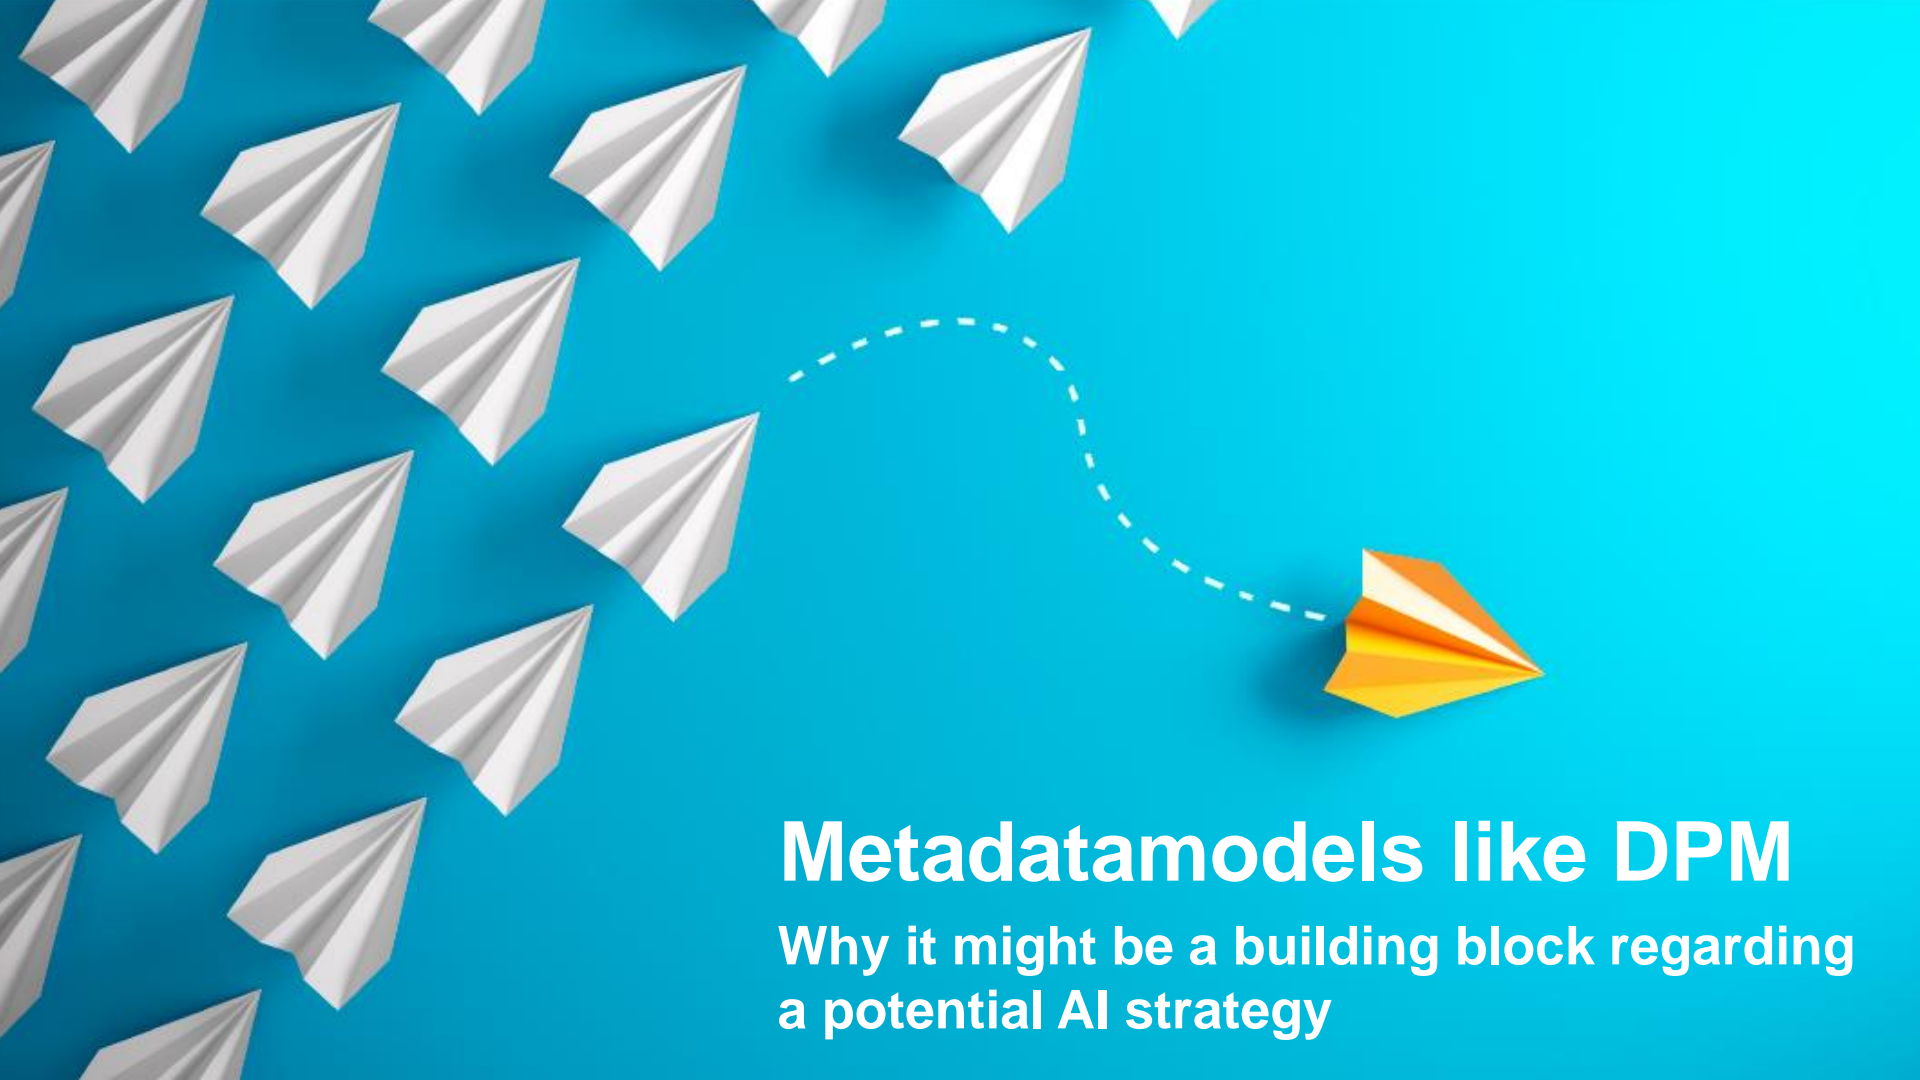 Metadatamodels like DPM
Why it might be a building block regarding
a potential AI strategy